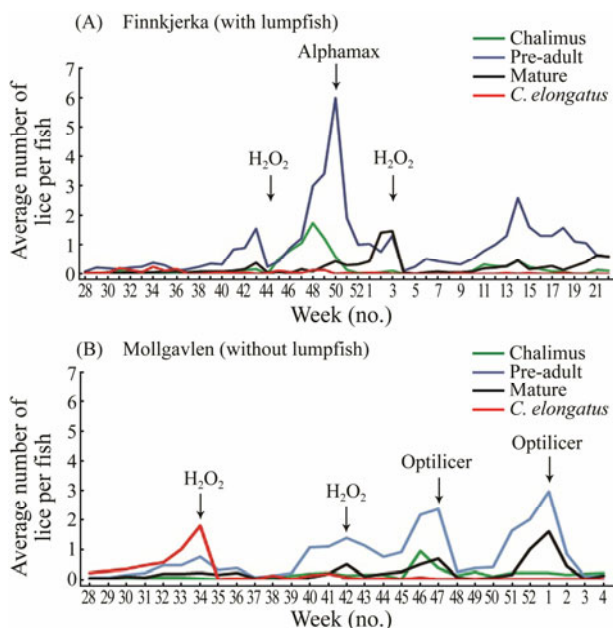 (A) Finnkjerka (with lumpfish)
Alphamax
Chalimus
Pre-adult
Mature
C. elongatus
H₂O₂
H₂O₂
Average number of
lice per fish
7
6
5
4
3
2
1
0
28 29 30 31 32 34 36 38 40 42 44 46 48 50 51 52 1 3 5 7 9 11 13 15 17 19 21
Week (no.)
(B) Mollgavlen (without lumpfish)
Chalimus
Pre-adult
Mature
C. elongatus
Optilicer
Optilicer
H₂O₂
H₂O₂
Average number of
lice per fish
7
6
5
4
3
2
1
0
28 29 30 31 32 33 34 35 36 37 38 39 40 41 42 43 44 45 46 47 48 49 50 51 52 1 2 3 4
Week (no.)